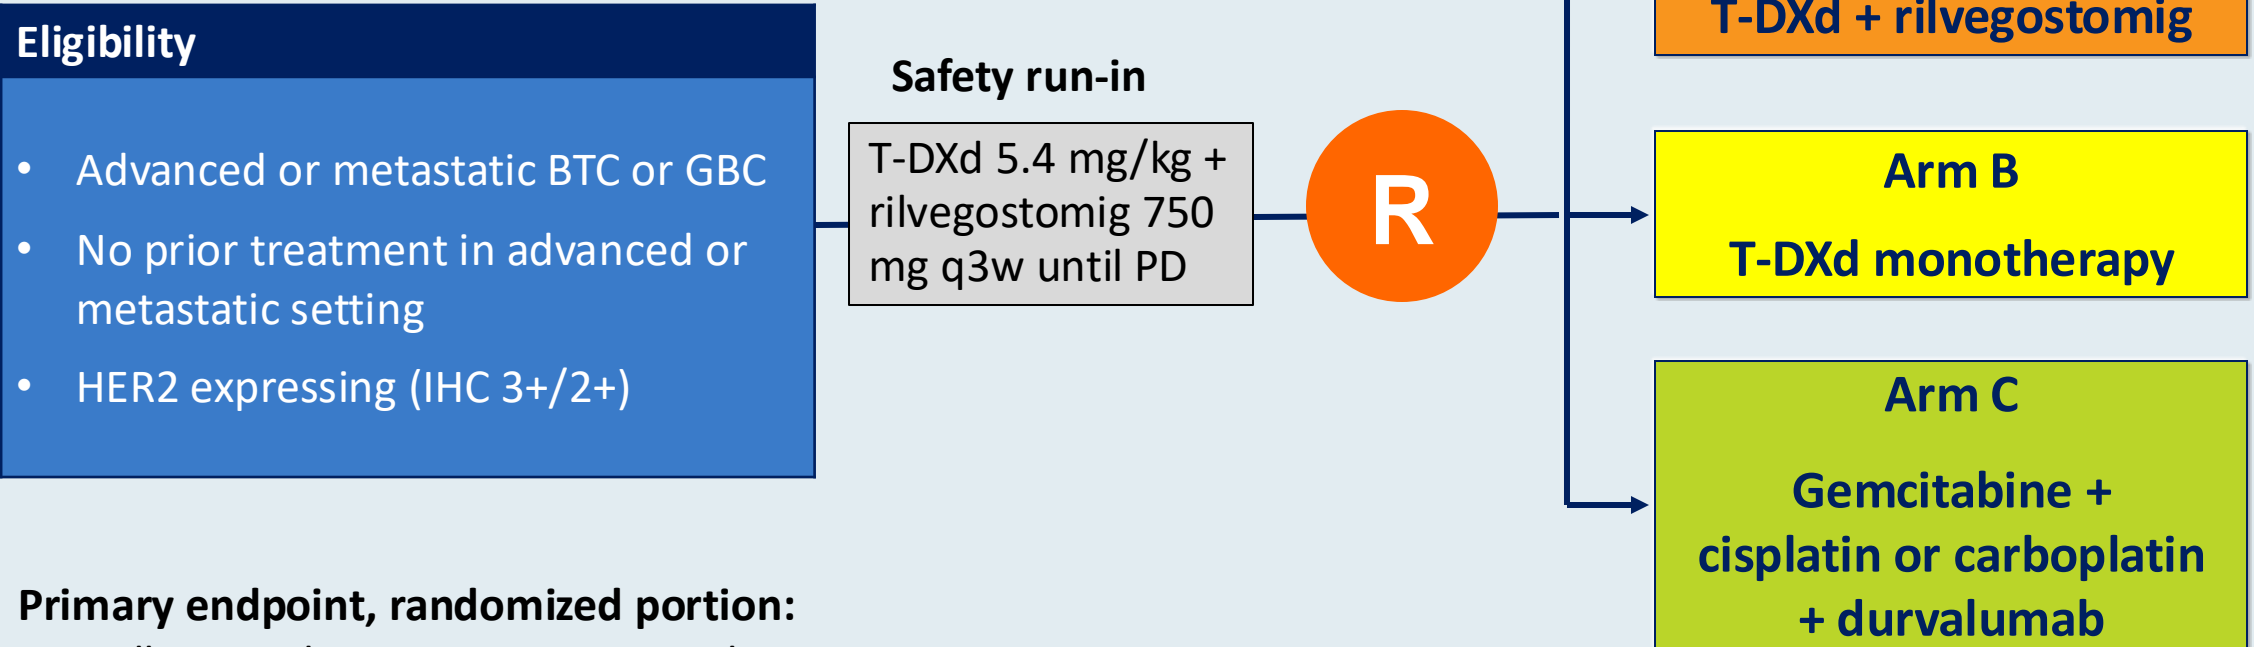 Eligibility
• Advanced or metastatic BTC or GBC
• No prior treatment in advanced or
metastatic setting
• HER2 expressing (IHC 3+/2+)
Safety run-in
T-DXd 5.4 mg/kg +
rilvegostomig 750
mg q3w until PD
R
T-DXd + rilvegostomig
Arm B
T-DXd monotherapy
Arm C
Gemcitabine +
cisplatin or carboplatin
+ durvalumab
Primary endpoint, randomized portion: